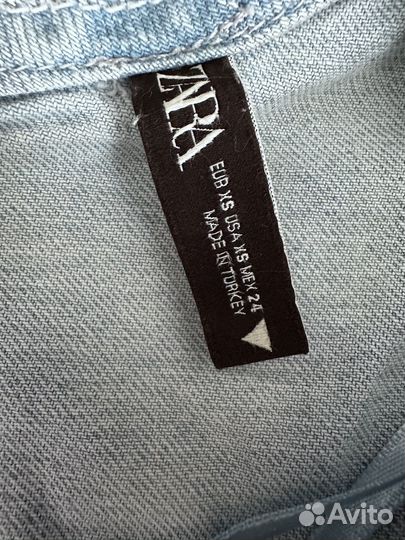 ZARA
EUR XS USA XS MEX 24
MADE IN TURKEY
Avito